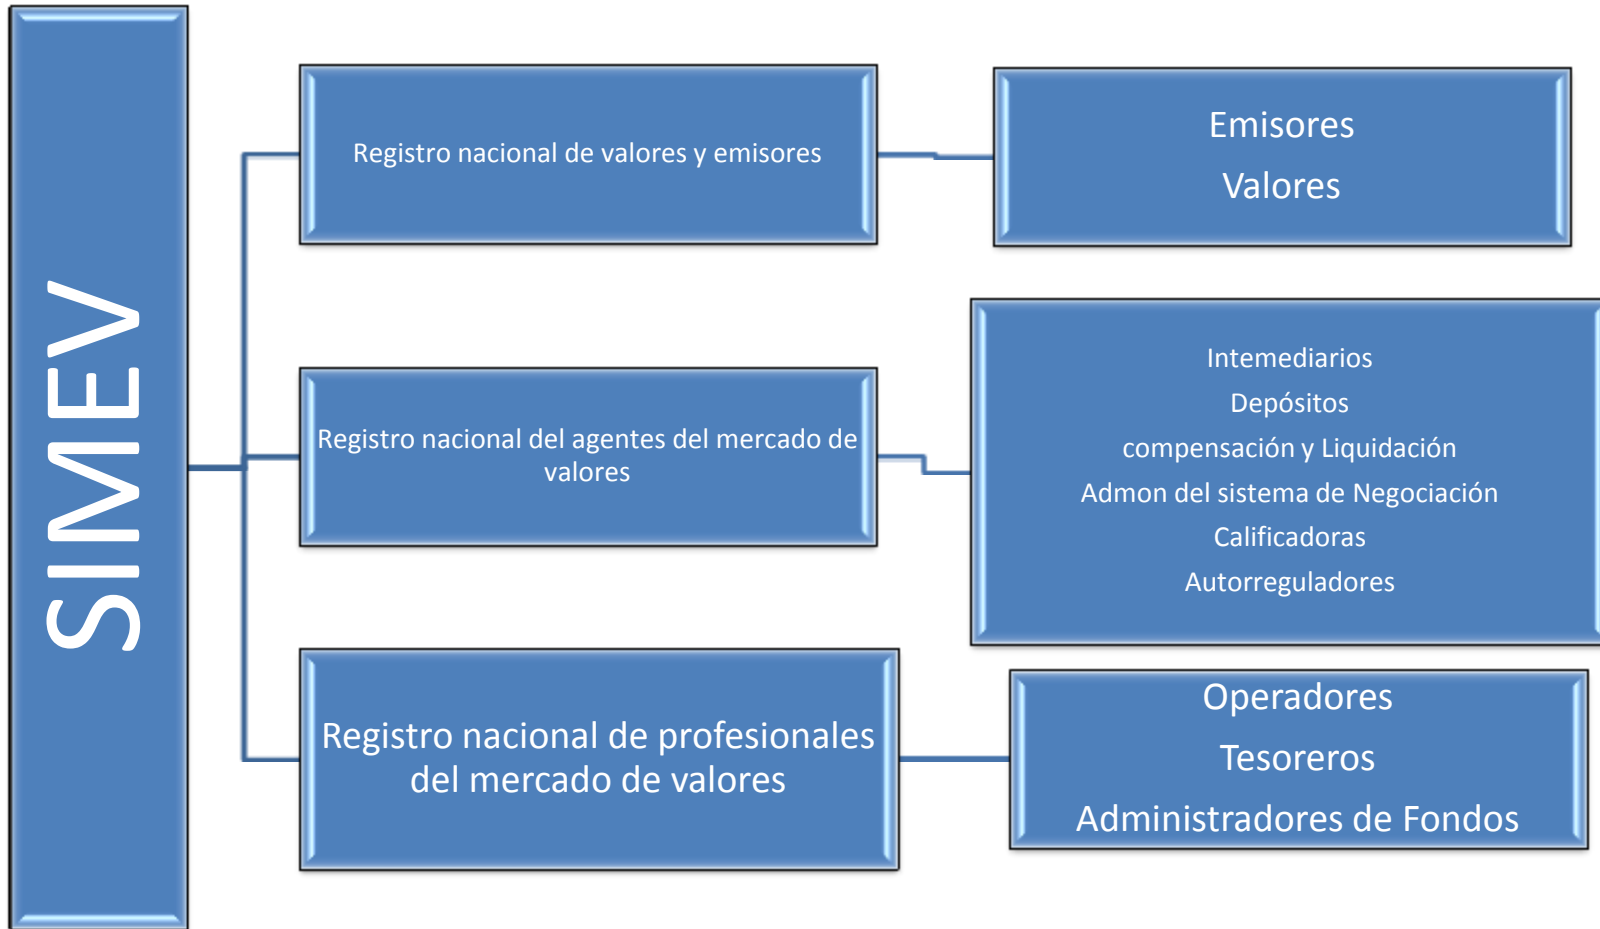 SIMEV
Registro nacional de valores y emisores
Emisores
Valores
Registro nacional del agentes del mercado de
valores
Intemediarios
Depósitos
compensación y Liquidación
Admon del sistema de Negociación
Calificadoras
Autorreguladores
Registro nacional de profesionales
del mercado de valores
Operadores
Tesoreros
Administradores de Fondos